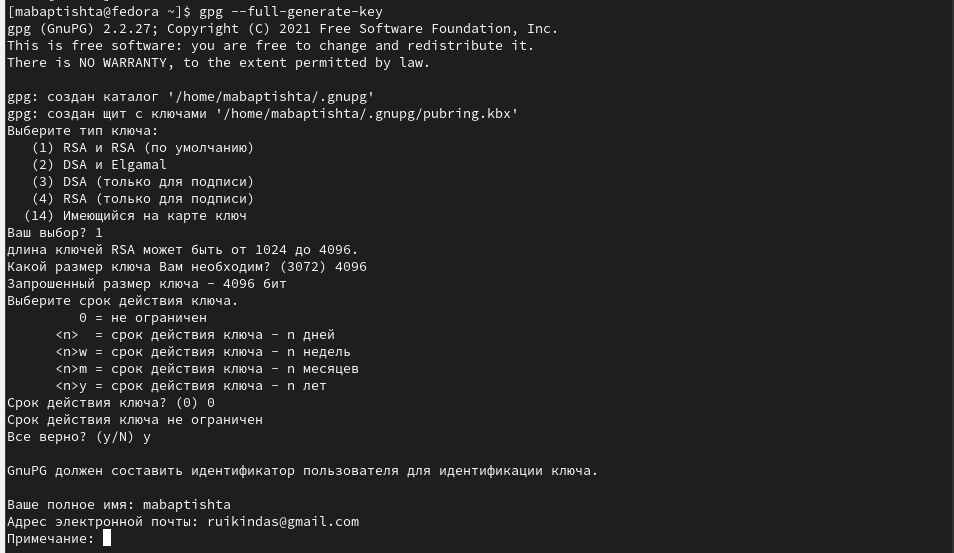 [mabaptishta@fedora ~]$ gpg --full-generate-key
gpg (GnuPG) 2.2.27; Copyright (C) 2021 Free Software Foundation, Inc.
This is free software: you are free to change and redistribute it.
There is NO WARRANTY, to the extent permitted by law.

gpg: создан каталог '/home/mabaptishta/.gnupg'
gpg: создан щит с ключами '/home/mabaptishta/.gnupg/pubring.kbx'
Выберите тип ключа:
   (1) RSA и RSA (по умолчанию)
   (2) DSA и Elgamal
   (3) DSA (только для подписи)
   (4) RSA (только для подписи)
  (14) Имеющийся на карте ключ
Ваш выбор? 1
длина ключей RSA может быть от 1024 до 4096.
Какой размер ключа Вам необходим? (3072) 4096
Запрошенный размер ключа - 4096 бит
Выберите срок действия ключа.
         0 = не ограничен
      <n>  = срок действия ключа - n дней
      <n>w = срок действия ключа - n недель
      <n>m = срок действия ключа - n месяцев
      <n>y = срок действия ключа - n лет
Срок действия ключа? (0) 0
Срок действия ключа не ограничен
Все верно? (y/N) y

GnuPG должен составить идентификатор пользователя для идентификации ключа.

Ваше полное имя: mabaptishta
Адрес электронной почты: ruikindas@gmail.com
Примечание: